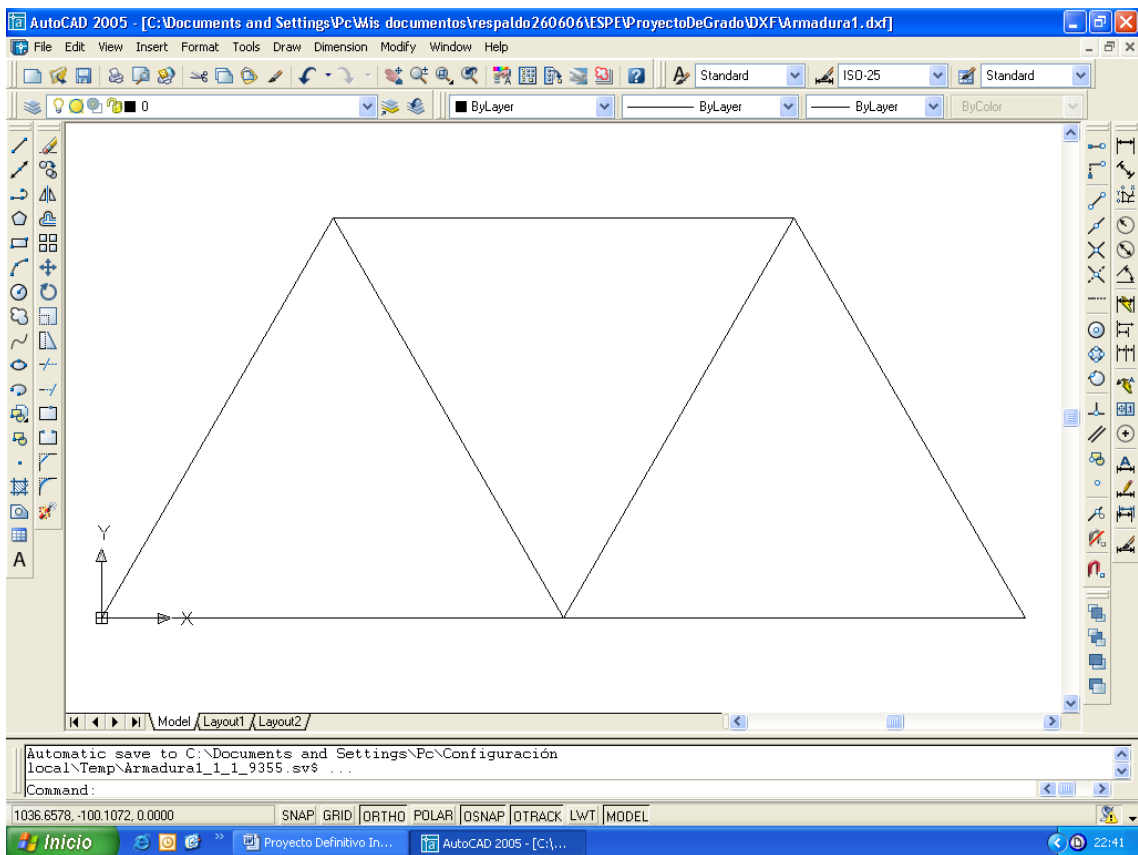 AutoCAD 2005 - [C:\Documents and Settings\Pc\Mis documentos\respaldo260606\ESPE\ProyectoDeGrado\DXF\Armadura1.dxf]
File Edit View Insert Format Tools Draw Dimension Modify Window Help
Standard ISO-25 Standard
0 ByLayer ByLayer ByLayer ByColor
Y
X
Model Layout1 Layout2
Automatic save to C:\Documents and Settings\Pc\Configuración
local\Temp\Armadura1_1_1_9355.sv$ ...
Command:
1036.6578, -100.1072, 0.0000 SNAP GRID ORTHO POLAR OSNAP OTRACK LWT MODEL
Inicio Proyecto Definitivo In... AutoCAD 2005 - [C:\... 22:41